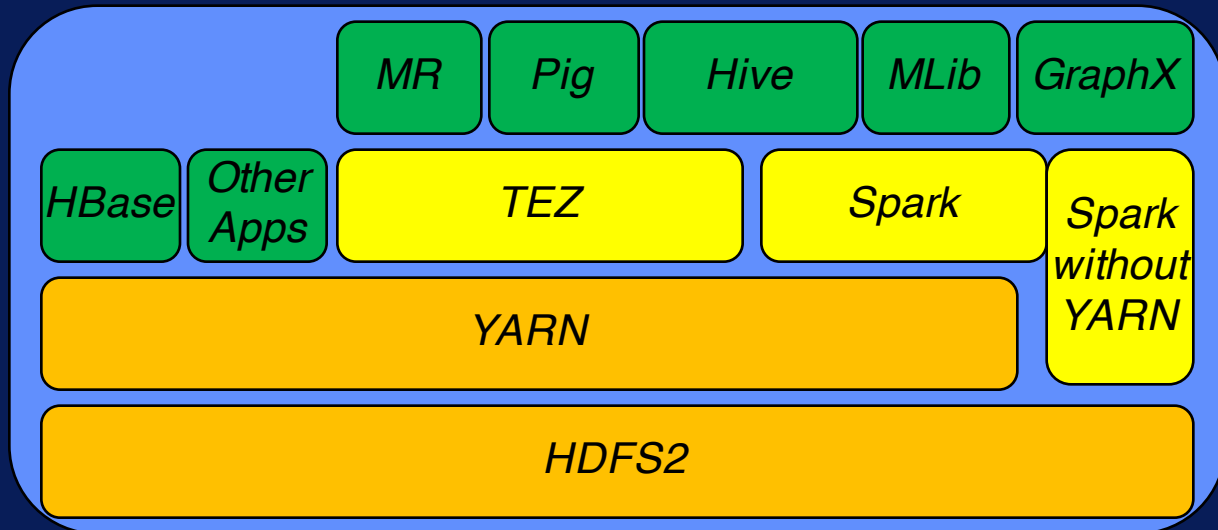 MR
Pig
Hive
MLib
GraphX
HBase
Other
Apps
TEZ
Spark
Spark
without
YARN
YARN
HDFS2